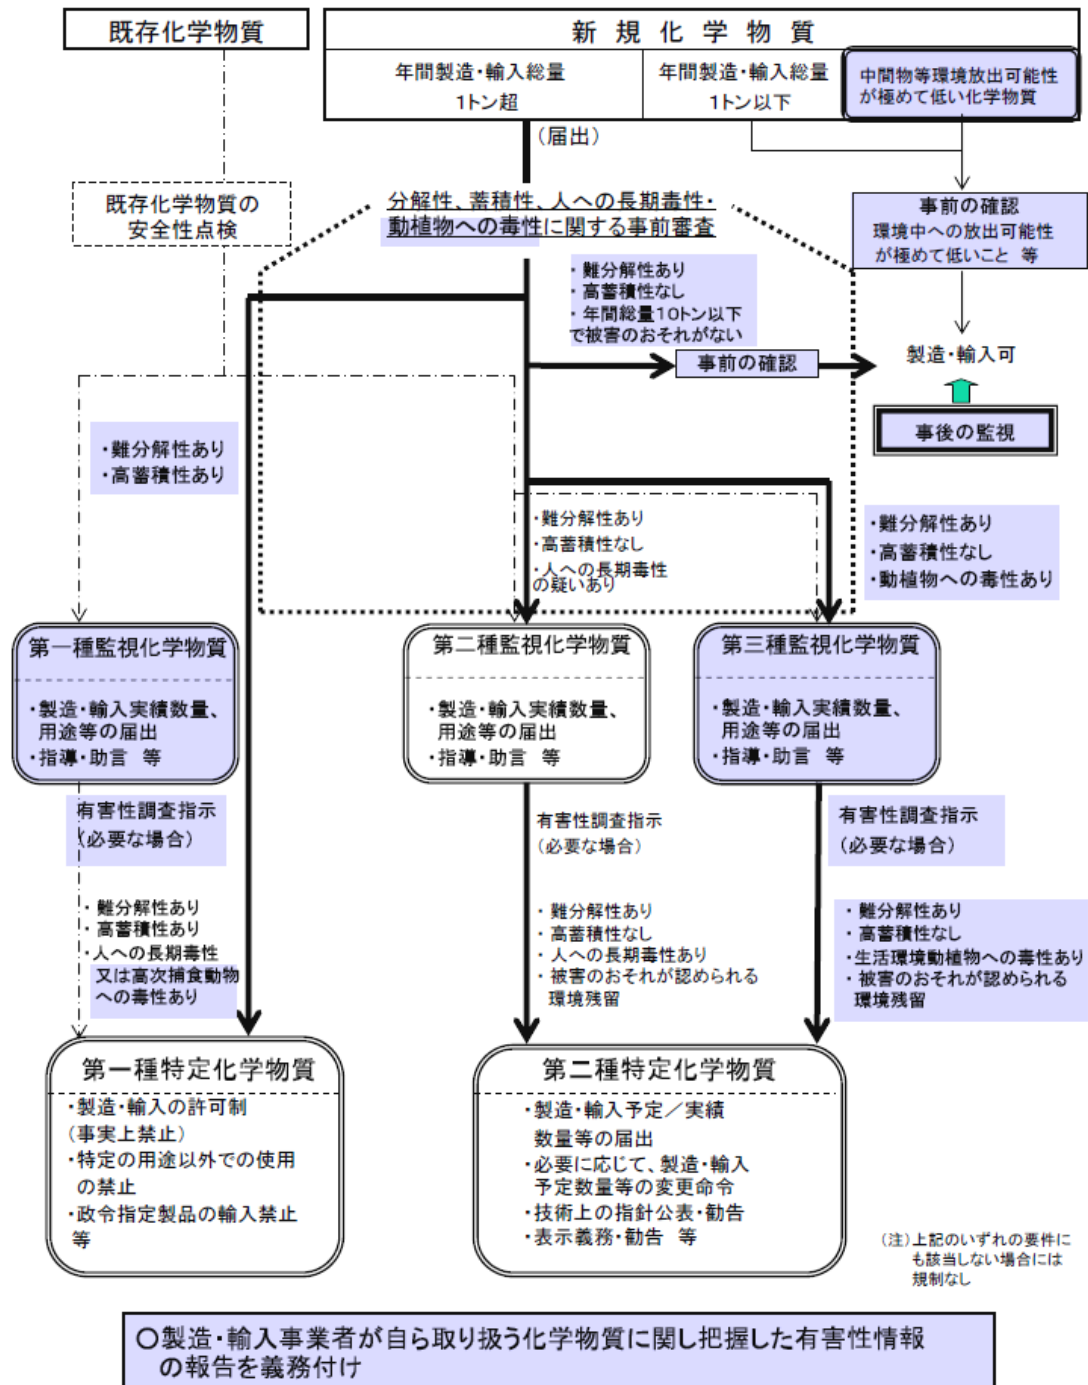 既存化学物質
新規化学物質
年間製造・輸入総量
1トン超
年間製造・輸入総量
1トン以下
中間物等環境放出可能性
が極めて低い化学物質
(届出)
既存化学物質の
安全性点検
分解性、蓄積性、人への長期毒性・
動植物への毒性に関する事前審査
事前の確認
環境中への放出可能性
が極めて低いこと 等
・難分解性あり
・高蓄積性なし
・年間総量10トン以下
で被害のおそれがない
事前の確認
製造・輸入可
事後の監視
・難分解性あり
・高蓄積性あり
・難分解性あり
・高蓄積性なし
・人への長期毒性
の疑いあり
・難分解性あり
・高蓄積性なし
・動植物への毒性あり
第一種監視化学物質
・製造・輸入実績数量、
用途等の届出
・指導・助言 等
第二種監視化学物質
・製造・輸入実績数量、
用途等の届出
・指導・助言 等
第三種監視化学物質
・製造・輸入実績数量、
用途等の届出
・指導・助言 等
有害性調査指示
(必要な場合)
有害性調査指示
(必要な場合)
有害性調査指示
(必要な場合)
・難分解性あり
・高蓄積性あり
・人への長期毒性
又は高次捕食動物
への毒性あり
・難分解性あり
・高蓄積性なし
・人への長期毒性あり
・被害のおそれが認められる
環境残留
・難分解性あり
・高蓄積性なし
・生活環境動植物への毒性あり
・被害のおそれが認められる
環境残留
第一種特定化学物質
・製造・輸入の許可制
(事実上禁止)
・特定の用途以外での使用
の禁止
・政令指定製品の輸入禁止
等
第二種特定化学物質
・製造・輸入予定/実績
数量等の届出
・必要に応じて、製造・輸入
予定数量等の変更命令
・技術上の指針公表・勧告
・表示義務・勧告 等
(注)上記のいずれの要件に
も該当しない場合には
規制なし
○製造・輸入事業者が自ら取り扱う化学物質に関し把握した有害性情報
の報告を義務付け